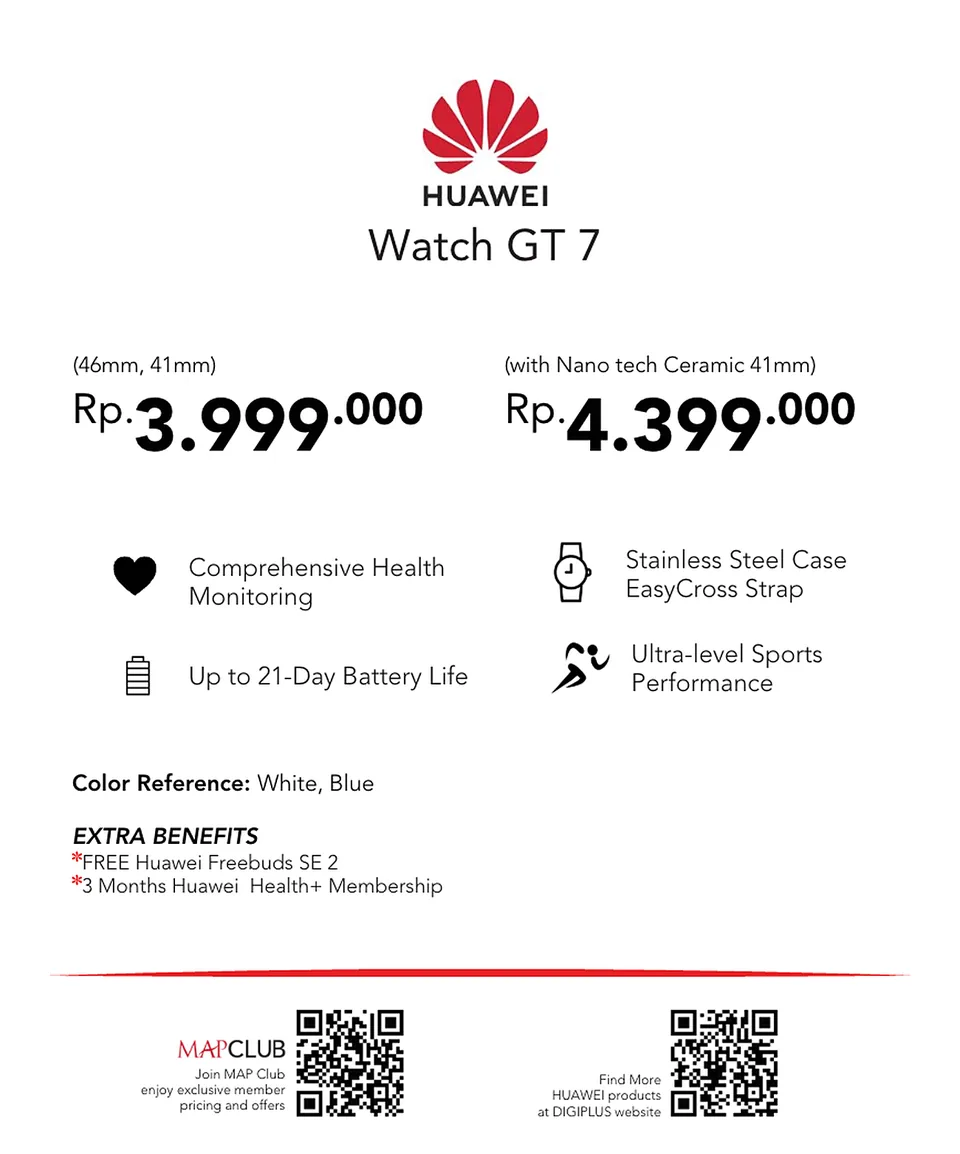 HUAWEI
Watch GT 7
(46mm, 41mm)
Rp.3.999.000
(with Nano tech Ceramic 41mm)
Rp.4.399.000
Comprehensive Health
Monitoring
Stainless Steel Case
EasyCross Strap
Up to 21-Day Battery Life
Ultra-level Sports
Performance
Color Reference: White, Blue
EXTRA BENEFITS
*FREE Huawei Freebuds SE 2
*3 Months Huawei Health+ Membership
MAPCLUB
Join MAP Club
enjoy exclusive member
pricing and offers
Find More
HUAWEI products
at DIGIPLUS website